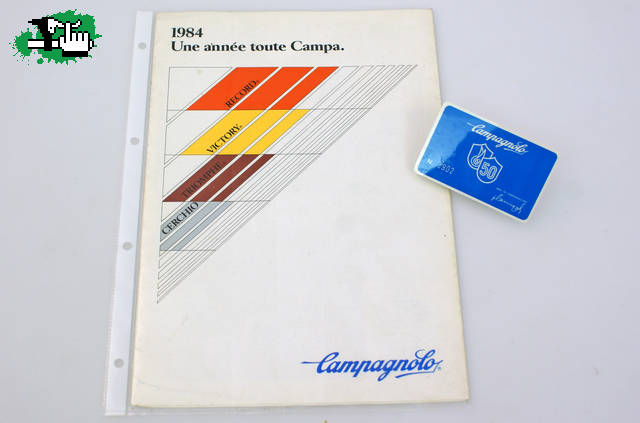 1984
Une année toute Campa.
RECORD.
VICTORY.
TRIOMPHE
CERCHIO
Campagnolo
Campagnolo
50